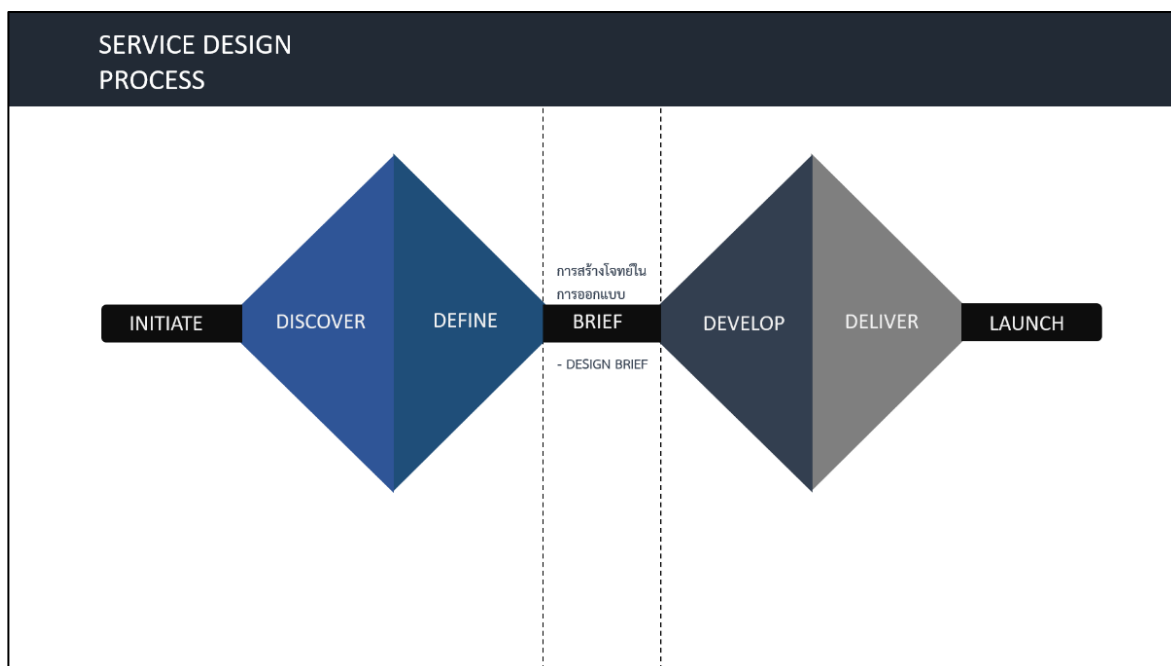 SERVICE DESIGN
PROCESS
การสร้างโจทย์ใน
การออกแบบ
INITIATE
DISCOVER
DEFINE
BRIEF
DEVELOP
DELIVER
LAUNCH
- DESIGN BRIEF